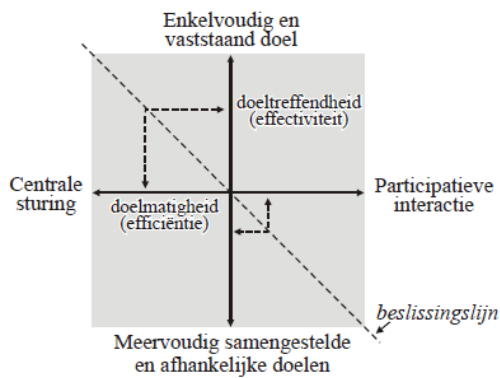 Enkelvoudig en
vaststaand doel
doeltreffendheid
(effectiviteit)
Centrale
sturing
Participatieve
interactie
doelmatigheid
(efficiëntie)
beslissingslijn
Meervoudig samengestelde
en afhankelijke doelen